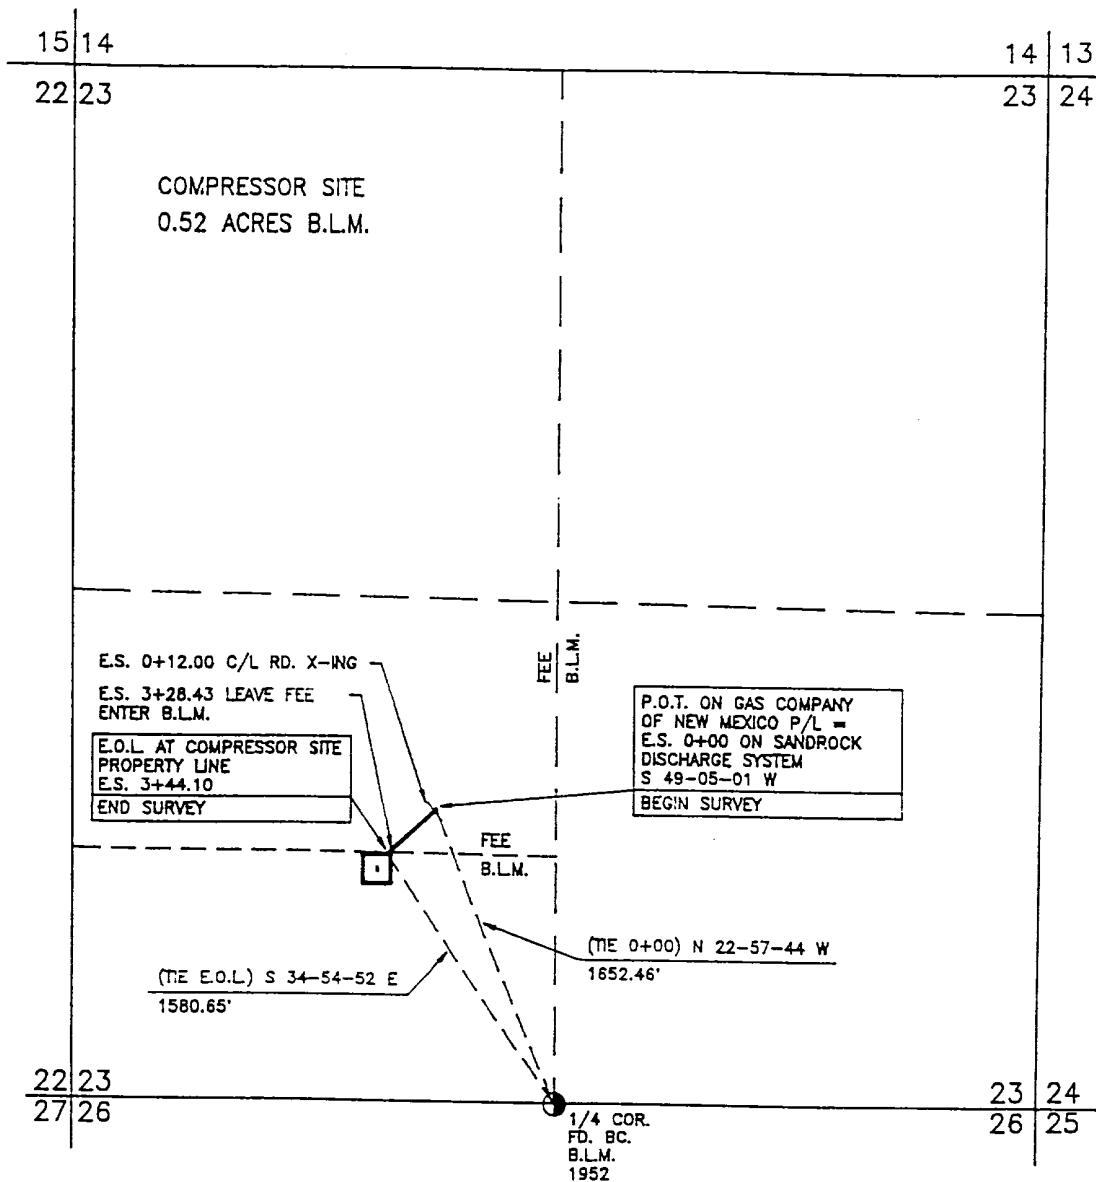 15 14
14 13
22 23
23 24
COMPRESSOR SITE
0.52 ACRES B.L.M.
E.S. 0+12.00 C/L RD. X-ING
E.S. 3+28.43 LEAVE FEE
ENTER B.L.M.
E.O.L. AT COMPRESSOR SITE
PROPERTY LINE
E.S. 3+44.10
END SURVEY
FEE
B.L.M.
P.O.T. ON GAS COMPANY
OF NEW MEXICO P/L =
E.S. 0+00 ON SANDROCK
DISCHARGE SYSTEM
S 49-05-01 W
BEGIN SURVEY
FEE
B.L.M.
(TIE 0+00) N 22-57-44 W
1652.46'
(TIE E.O.L.) S 34-54-52 E
1580.65'
22 23
23 24
27 26
26 25
1/4 COR.
FD. BC.
B.L.M.
1952